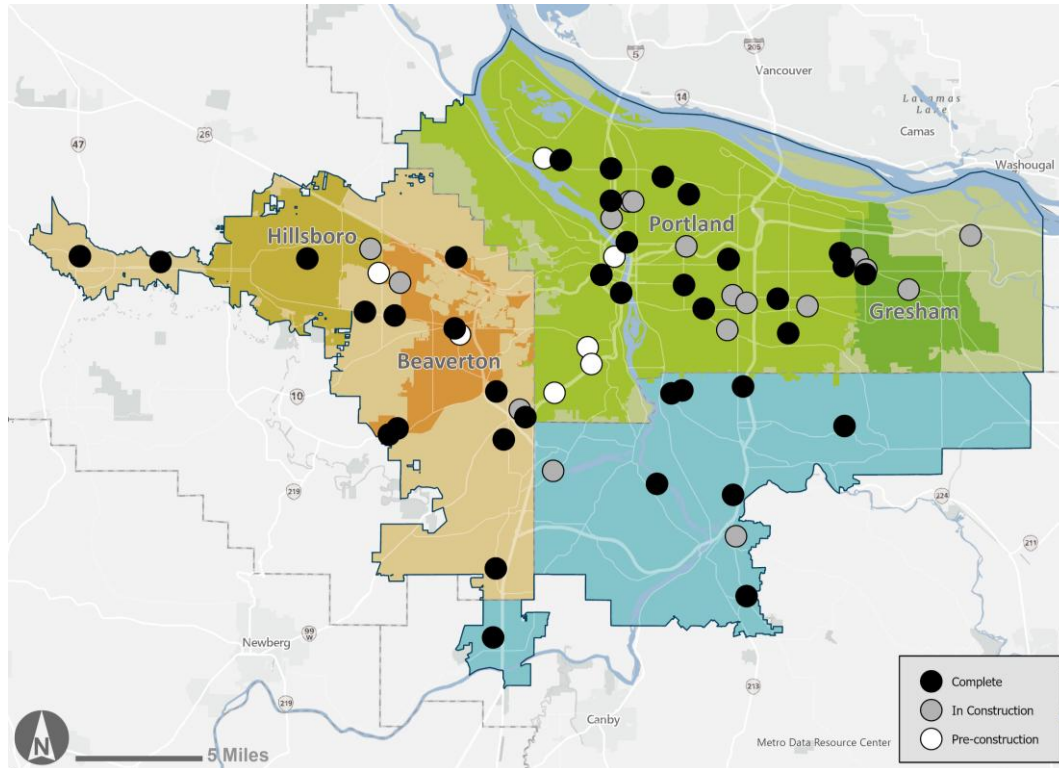 5
205
Vancouver
14
Lacamas
Lake
Camas
Washougal
47
26
Hillsboro
Portland
Gresham
Beaverton
10
219
224
211
Newberg
99
W
219
213
Canby
Complete
In Construction
Pre-construction
Metro Data Resource Center
N
5 Miles